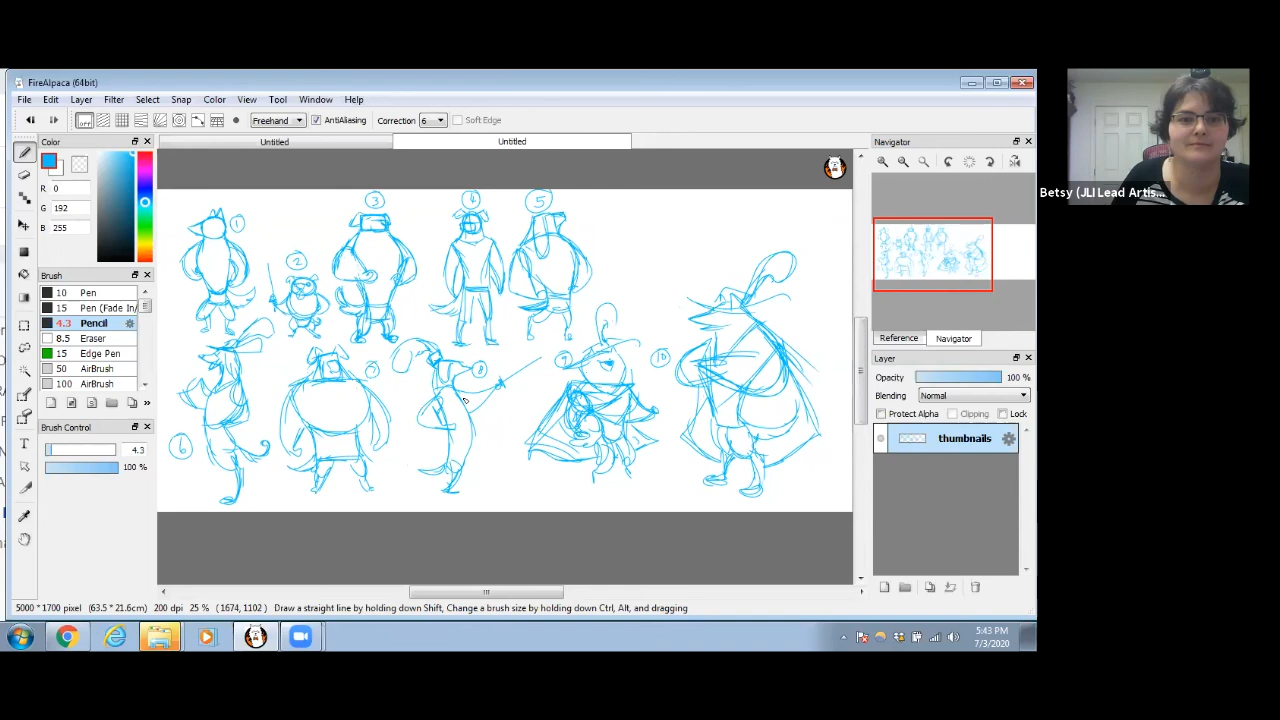 FireAlpaca (64bit)
File Edit Layer Filter Select Snap Color View Tool Window Help
OFF Freehand AntiAliasing Correction 6 Soft Edge
Color
Untitled Untitled
Navigator
R 0
G 192
B 255
Betsy (JLI Lead Artis...
Brush
10 Pen
15 Pen (Fade In/
4.3 Pencil
8.5 Eraser
15 Edge Pen
50 AirBrush
100 AirBrush
1 2 3 4 5
6 7 8 9 10
Reference Navigator
Layer
Opacity 100 %
Blending Normal
Protect Alpha Clipping Lock
thumbnails
Brush Control
4.3
100 %
T
5000 * 1700 pixel (63.5 * 21.6cm) 200 dpi 25 % (1674, 1102) Draw a straight line by holding down Shift, Change a brush size by holding down Ctrl, Alt, and dragging
5:43 PM
7/3/2020